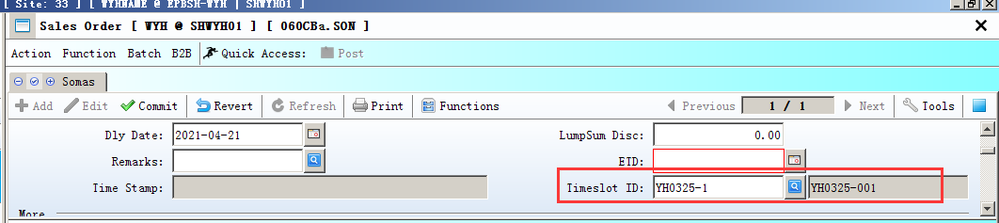 [ Site: 33 ] [ WYHNAME @ EPBSH-WYH | SHWYH01 ]
Sales Order [ WYH @ SHWYH01 ] [ 060CBa.SON ]
Action Function Batch B2B Quick Access: Post
Somas
Add Edit Commit Revert Refresh Print Functions Previous 1 / 1 Next Tools
Dly Date: 2021-04-21 LumpSum Disc: 0.00
Remarks: ETD:
Time Stamp: Timeslot ID: YH0325-1 YH0325-001
More